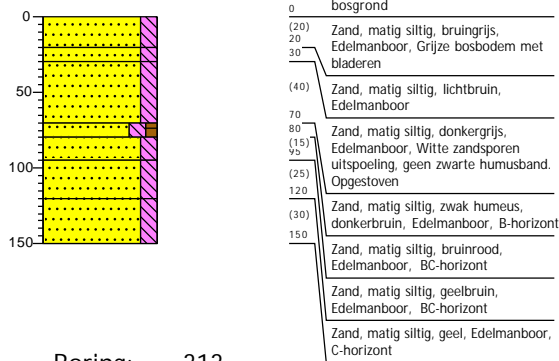 0
50
100
150
0
(20)
20
30
(40)
70
80
(15)
95
(25)
120
(30)
150
bosgrond
Zand, matig siltig, bruingrijs,
Edelmanboor, Grijze bosbodem met
bladeren
Zand, matig siltig, lichtbruin,
Edelmanboor
Zand, matig siltig, donkergrijs,
Edelmanboor, Witte zandsporen
uitspoeling, geen zwarte humusband.
Opgestoven
Zand, matig siltig, zwak humeus,
donkerbruin, Edelmanboor, B-horizont
Zand, matig siltig, bruinrood,
Edelmanboor, BC-horizont
Zand, matig siltig, geelbruin,
Edelmanboor, BC-horizont
Zand, matig siltig, geel, Edelmanboor,
C-horizont